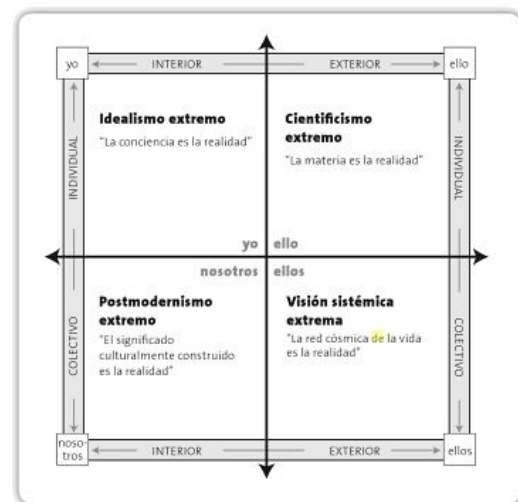 yo
INTERIOR
EXTERIOR
ello
INDIVIDUAL
INDIVIDUAL
Idealismo extremo
"La conciencia es la realidad"
Cientificismo
extremo
"La materia es la realidad"
yo
ello
nosotros
ellos
COLECTIVO
COLECTIVO
Postmodernismo
extremo
"El significado
culturalmente construido
es la realidad"
Visión sistémica
extrema
"La red cósmica de la vida
es la realidad"
noso-
tros
INTERIOR
EXTERIOR
ellos